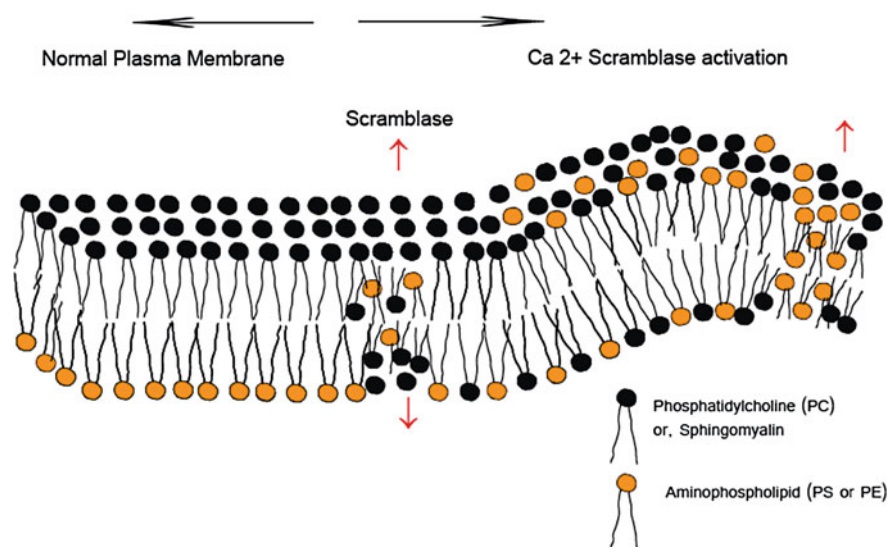 Normal Plasma Membrane
Ca 2+ Scramblase activation
Scramblase
Phosphatidylcholine (PC)
or, Sphingomyalin
Aminophospholipid (PS or PE)